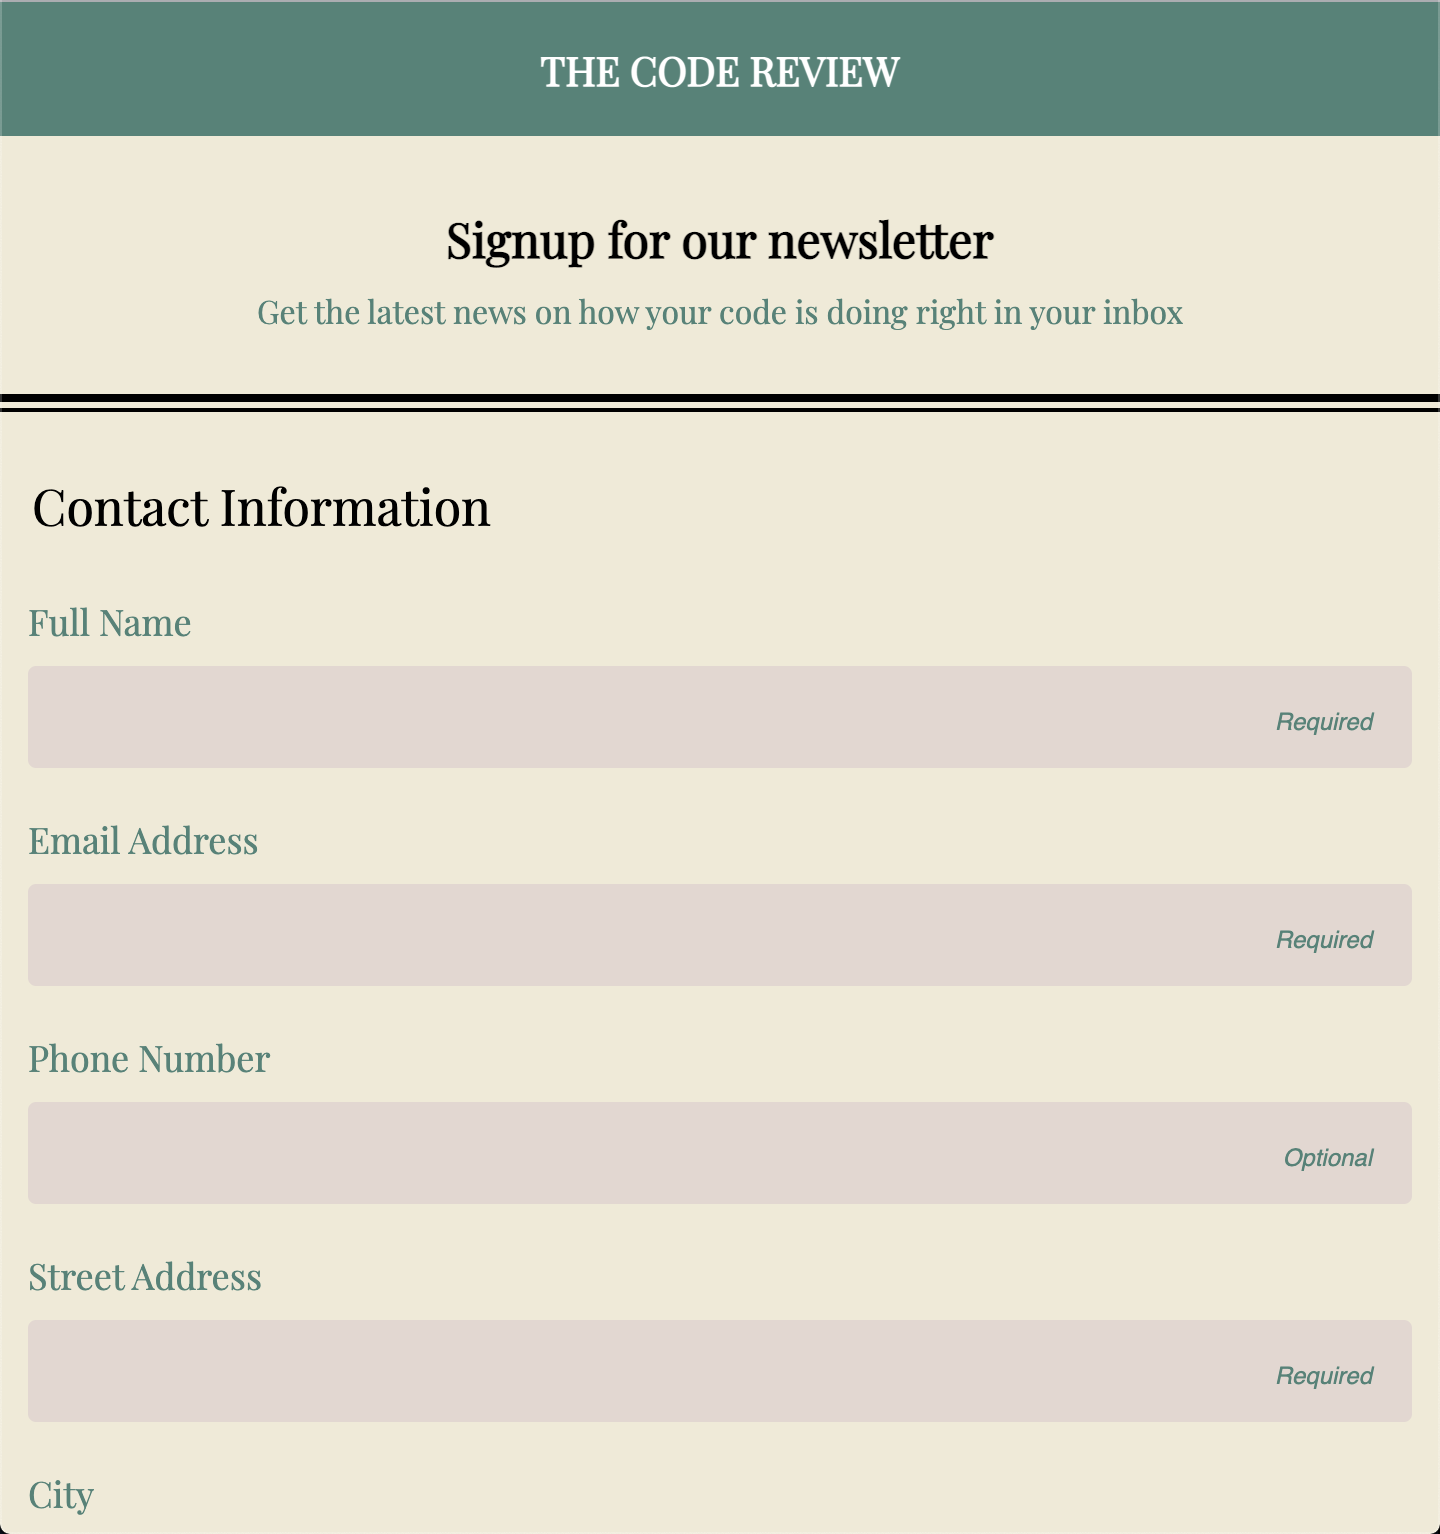 THE CODE REVIEW
Signup for our newsletter
Get the latest news on how your code is doing right in your inbox
Contact Information
Full Name
Required
Email Address
Required
Phone Number
Optional
Street Address
Required
City